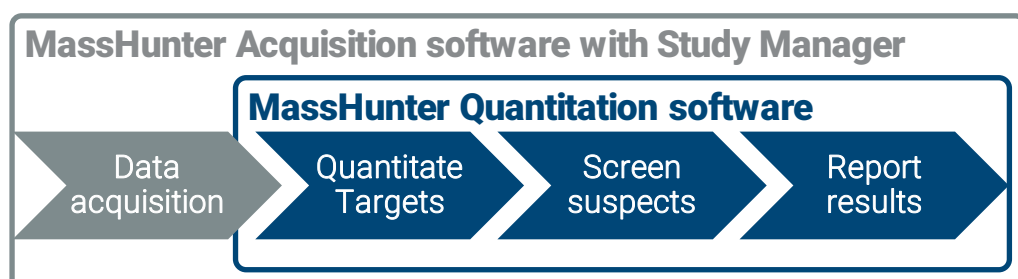 MassHunter Acquisition software with Study Manager
MassHunter Quantitation software
Data
acquisition
Quantitate
Targets
Screen
suspects
Report
results